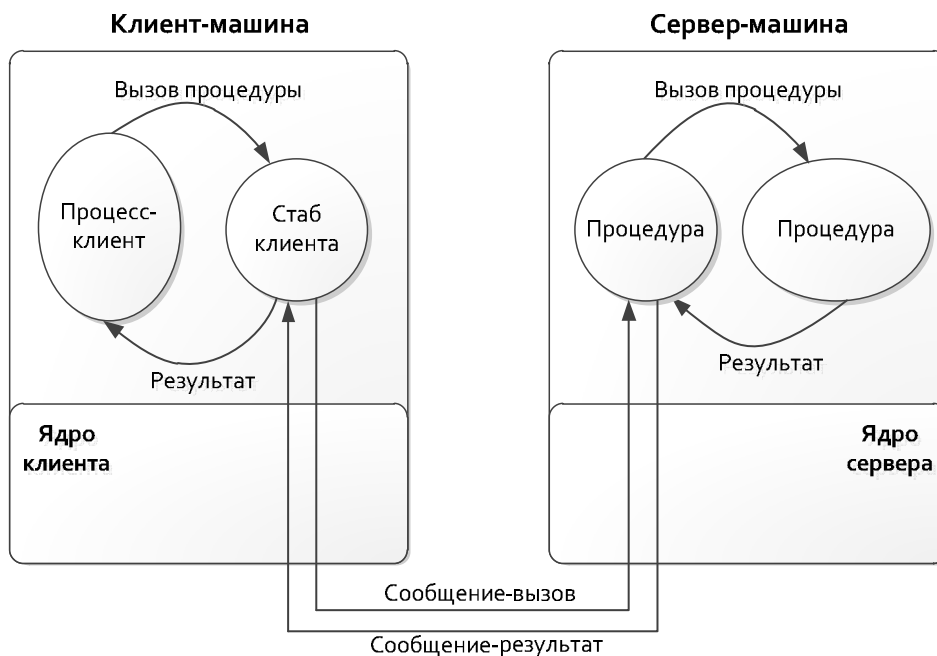 Клиент-машина
Сервер-машина
Вызов процедуры
Вызов процедуры
Процесс-
клиент
Стаб
клиента
Процедура
Процедура
Результат
Результат
Ядро
клиента
Ядро
сервера
Сообщение-вызов
Сообщение-результат